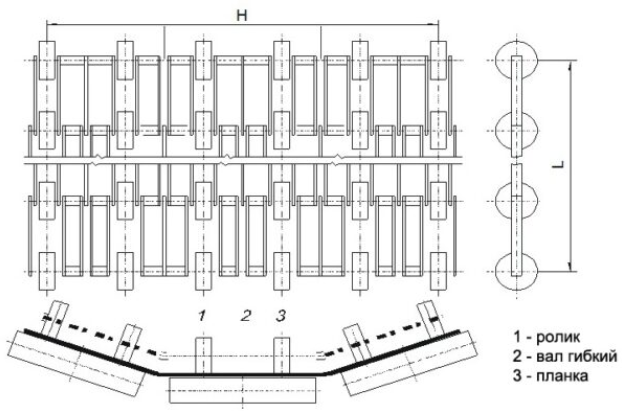 H
L
1 2 3
1 - ролик
2 - вал гибкий
3 - планка